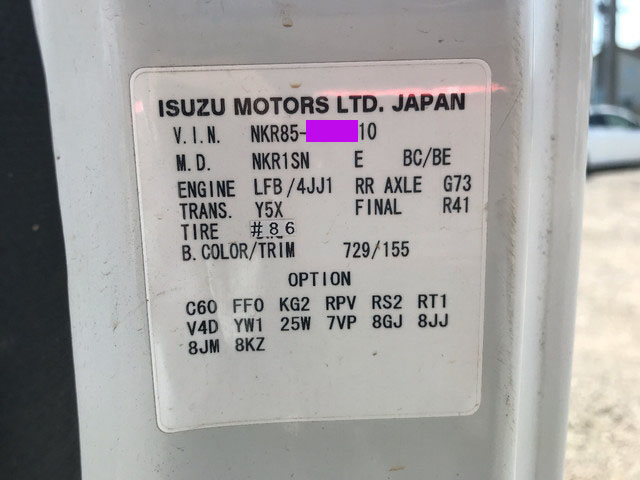 ISUZU MOTORS LTD. JAPAN
V.I.N. NKR85- 10
M.D. NKR1SN E BC/BE
ENGINE LFB/4JJ1 RR AXLE G73
TRANS. Y5X FINAL R41
TIRE #86
B.COLOR/TRIM 729/155
OPTION
C60 FF0 KG2 RPV RS2 RT1
V4D YW1 25W 7VP 8GJ 8JJ
8JM 8KZ